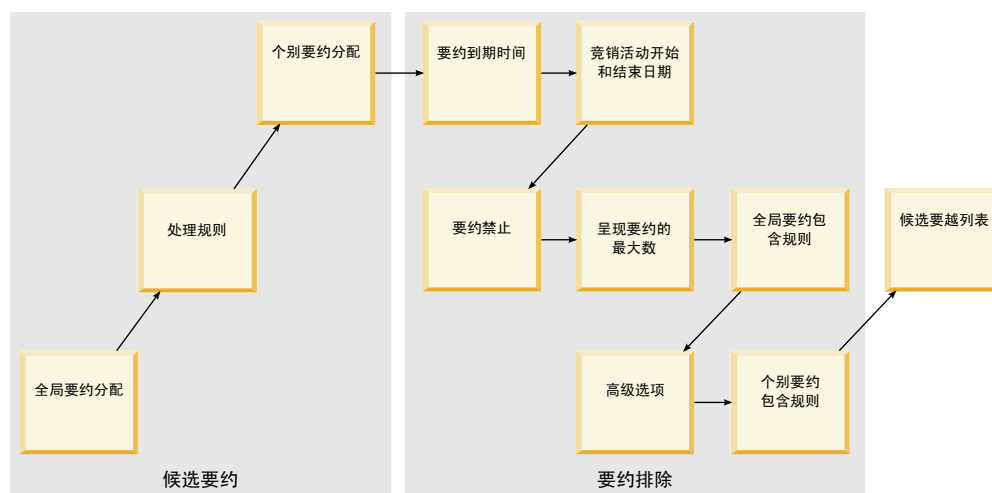 个别要约分配
要约到期时间
竞销活动开始
和结束日期
处理规则
要约禁止
呈现要约的
最大数
全局要约包
含规则
候选要越列表
全局要约分配
高级选项
个别要约
包含规则
候选要约
要约排除